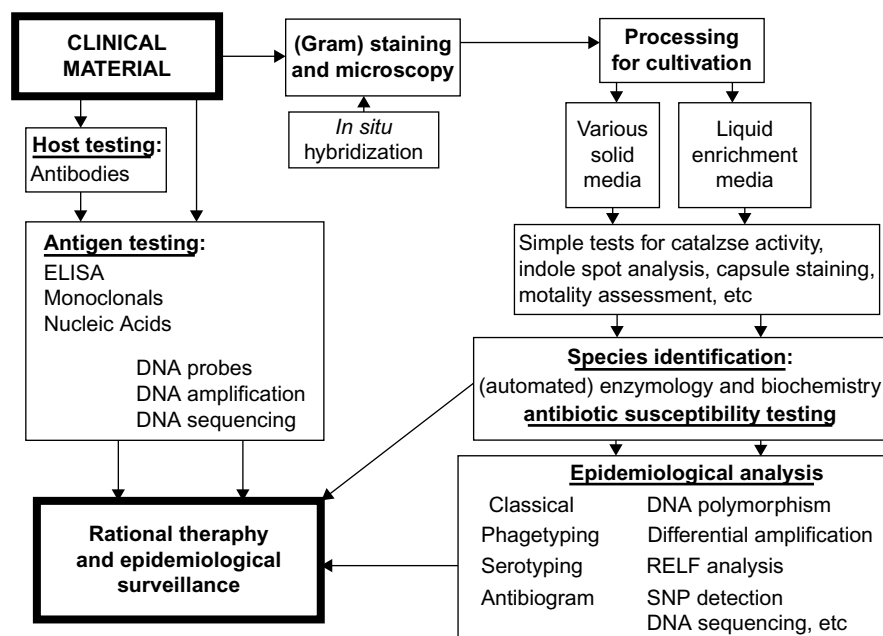 CLINICAL
MATERIAL
(Gram) staining
and microscopy
Processing
for cultivation
In situ
hybridization
Various
solid
media
Liquid
enrichment
media
Host testing:
Antibodies
Antigen testing:
ELISA
Monoclonals
Nucleic Acids
DNA probes
DNA amplification
DNA sequencing
Simple tests for catalzse activity,
indole spot analysis, capsule staining,
motality assessment, etc
Species identification:
(automated) enzymology and biochemistry
antibiotic susceptibility testing
Epidemiological analysis
Classical DNA polymorphism
Phagetyping Differential amplification
Serotyping RELF analysis
Antibiogram SNP detection
DNA sequencing, etc
Rational theraphy
and epidemiological
surveillance